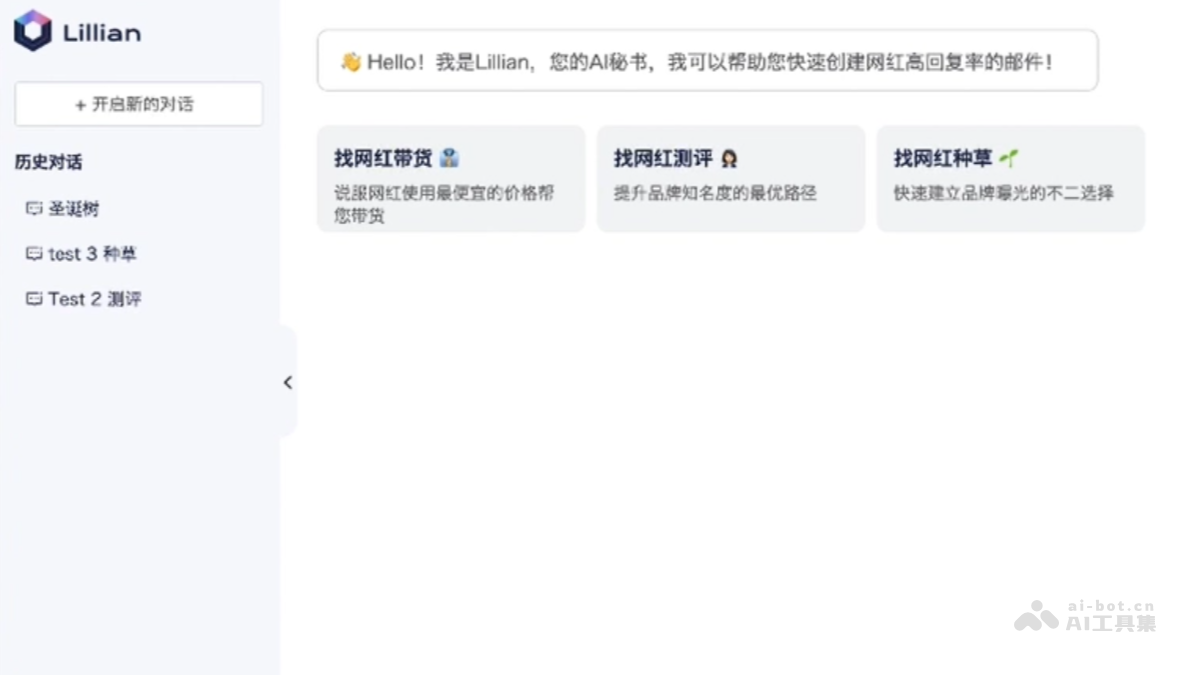 Lillian
+ 开启新的对话
历史对话
圣诞树
test 3 种草
Test 2 测评
👋 Hello！我是Lillian，您的AI秘书，我可以帮助您快速创建网红高回复率的邮件！
找网红带货
说服网红使用最便宜的价格帮
您带货
找网红测评
提升品牌知名度的最优路径
找网红种草 🌱
快速建立品牌曝光的不二选择
ai-bot.cn
AI工具集